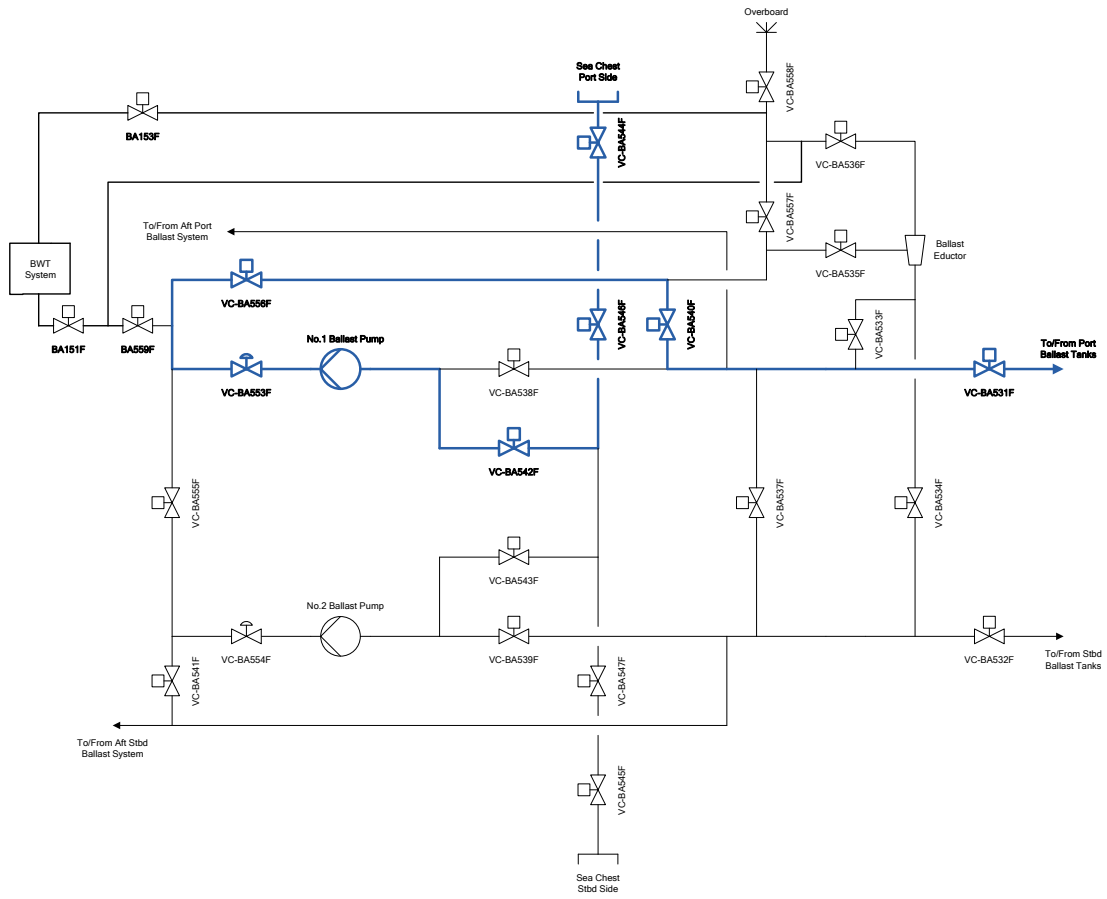 Overboard
VC-BA558F
Sea Chest
Port Side
BA153F
VC-BA544F
VC-BA536F
To/From Aft Port
Ballast System
VC-BA557F
BWT
System
VC-BA556F
VC-BA535F
Ballast
Eductor
BA151F
BA559F
No.1 Ballast Pump
VC-BA546F
VC-BA540F
VC-BA533F
To/From Port
Ballast Tanks
VC-BA553F
VC-BA538F
VC-BA531F
VC-BA542F
VC-BA555F
VC-BA537F
VC-BA534F
VC-BA543F
No.2 Ballast Pump
VC-BA554F
VC-BA539F
VC-BA532F
To/From Stbd
Ballast Tanks
VC-BA541F
VC-BA547F
To/From Aft Stbd
Ballast System
VC-BA545F
Sea Chest
Stbd Side